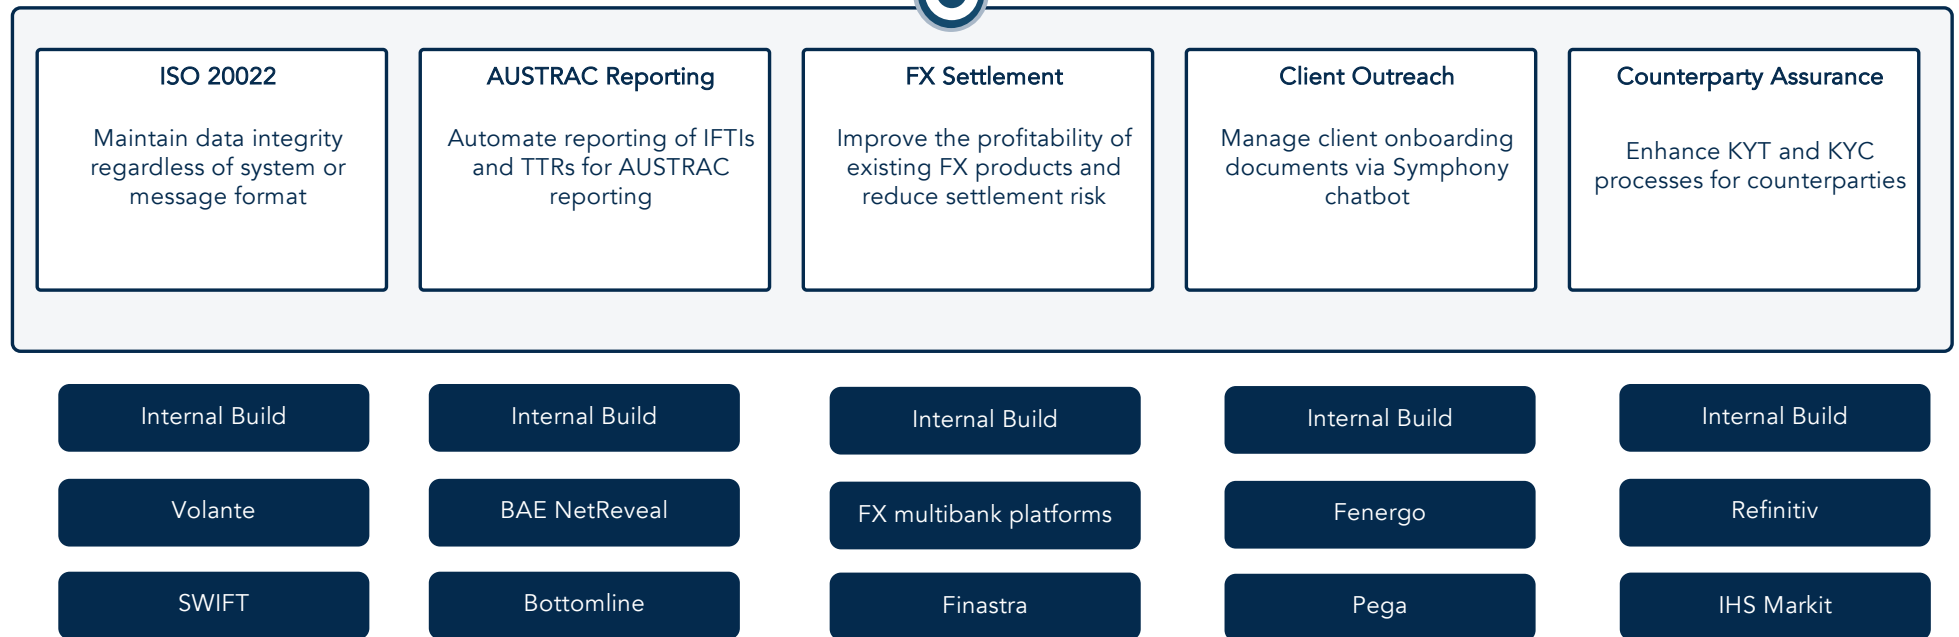 ISO 20022
Maintain data integrity
regardless of system or
message format
AUSTRAC Reporting
Automate reporting of IFTIs
and TTRs for AUSTRAC
reporting
FX Settlement
Improve the profitability of
existing FX products and
reduce settlement risk
Client Outreach
Manage client onboarding
documents via Symphony
chatbot
Counterparty Assurance
Enhance KYT and KYC
processes for counterparties
Internal Build
Internal Build
Internal Build
Internal Build
Internal Build
Volante
BAE NetReveal
FX multibank platforms
Fenergo
Refinitiv
SWIFT
Bottomline
Finastra
Pega
IHS Markit